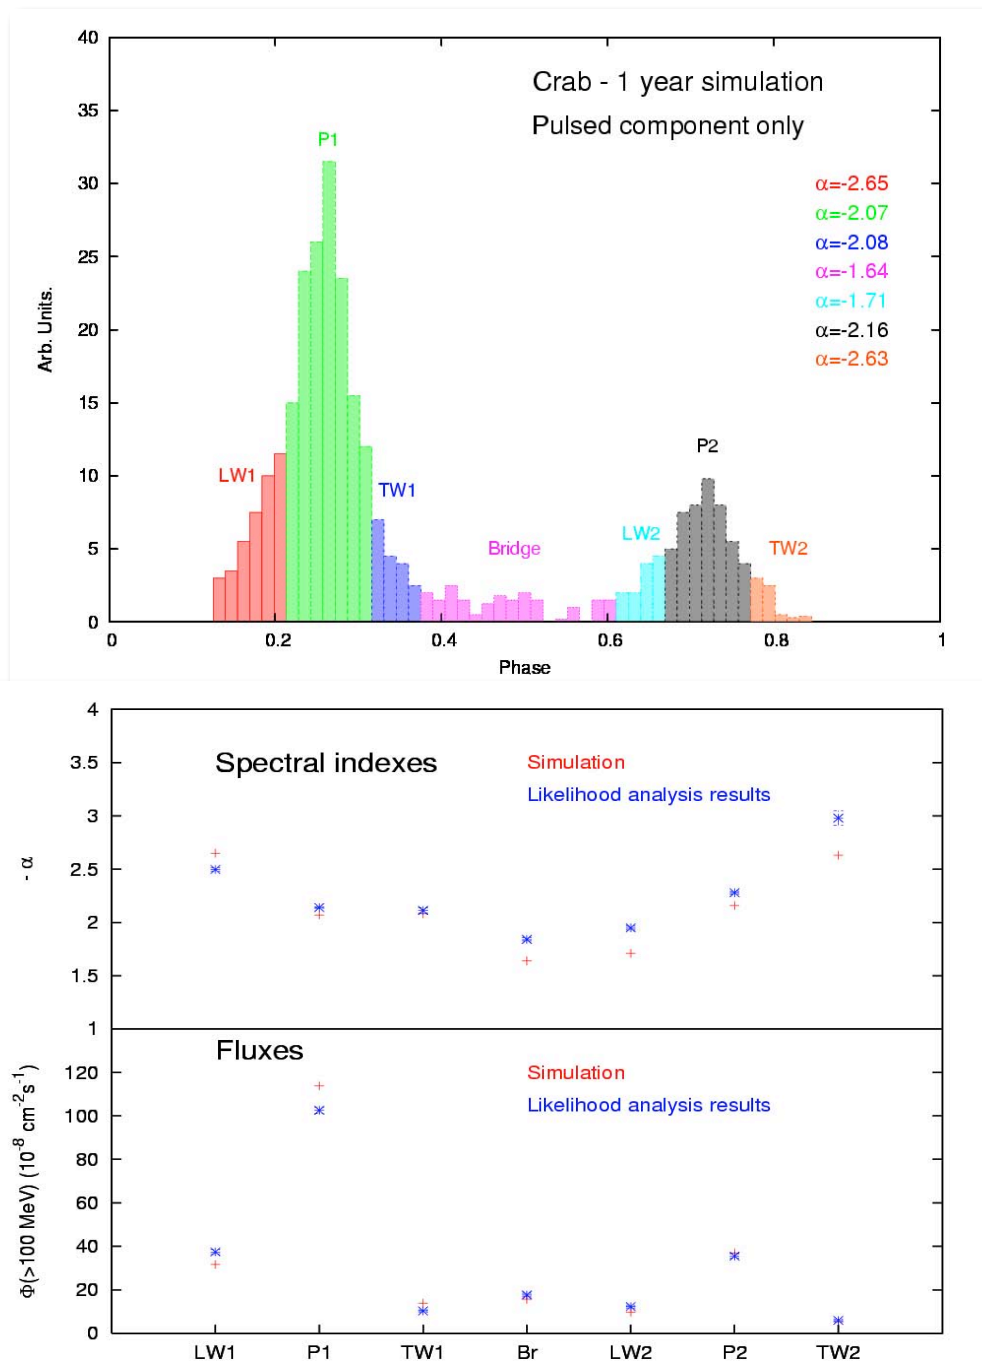 40
Crab - 1 year simulation
35
Pulsed component only
P1
30
α=-2.65
α=-2.07
25
α=-2.08
α=-1.64
Arb. Units.
20
α=-1.71
α=-2.16
α=-2.63
15
P2
10
LW1
TW1
LW2
5
Bridge
TW2
0
0 0.2 0.4 0.6 0.8 1
Phase
4
3.5
Spectral indexes
Simulation
Likelihood analysis results
3
- α
2.5
2
1.5
1
Fluxes
120
Simulation
100
Likelihood analysis results
Φ(>100 MeV) (10⁻⁸ cm⁻²s⁻¹)
80
60
40
20
0
LW1 P1 TW1 Br LW2 P2 TW2